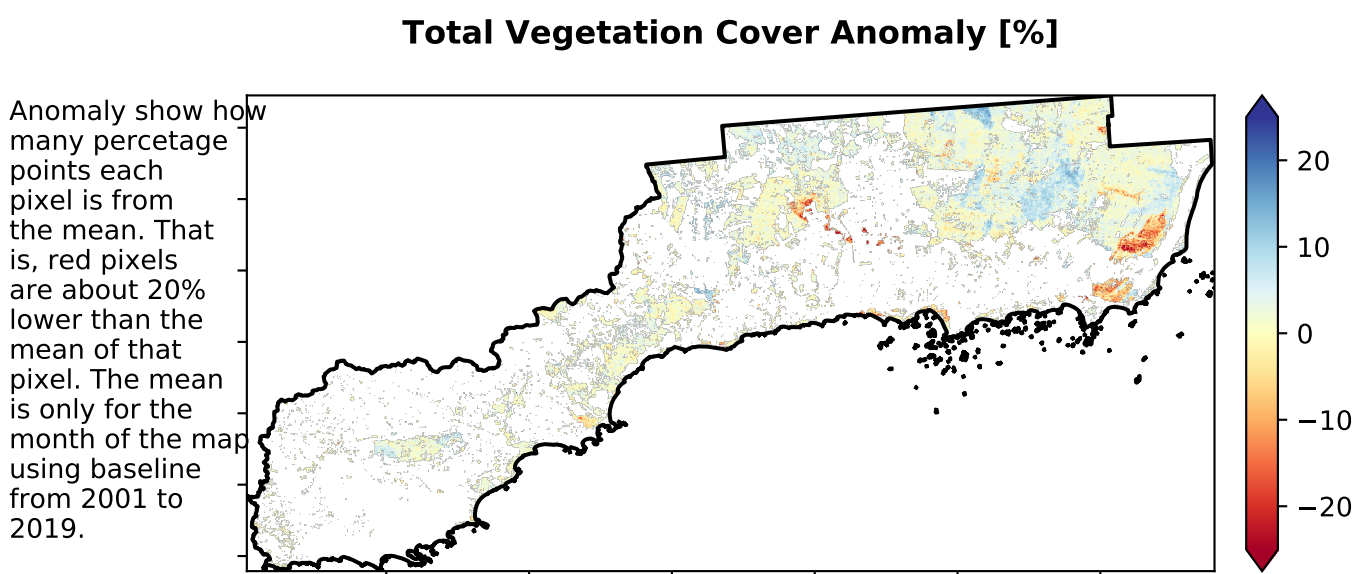 Total Vegetation Cover Anomaly [%]
Anomaly show how
many percetage
points each
pixel is from
the mean. That
is, red pixels
are about 20%
lower than the
mean of that
pixel. The mean
is only for the
month of the map
using baseline
from 2001 to
2019.
20
10
0
−10
−20